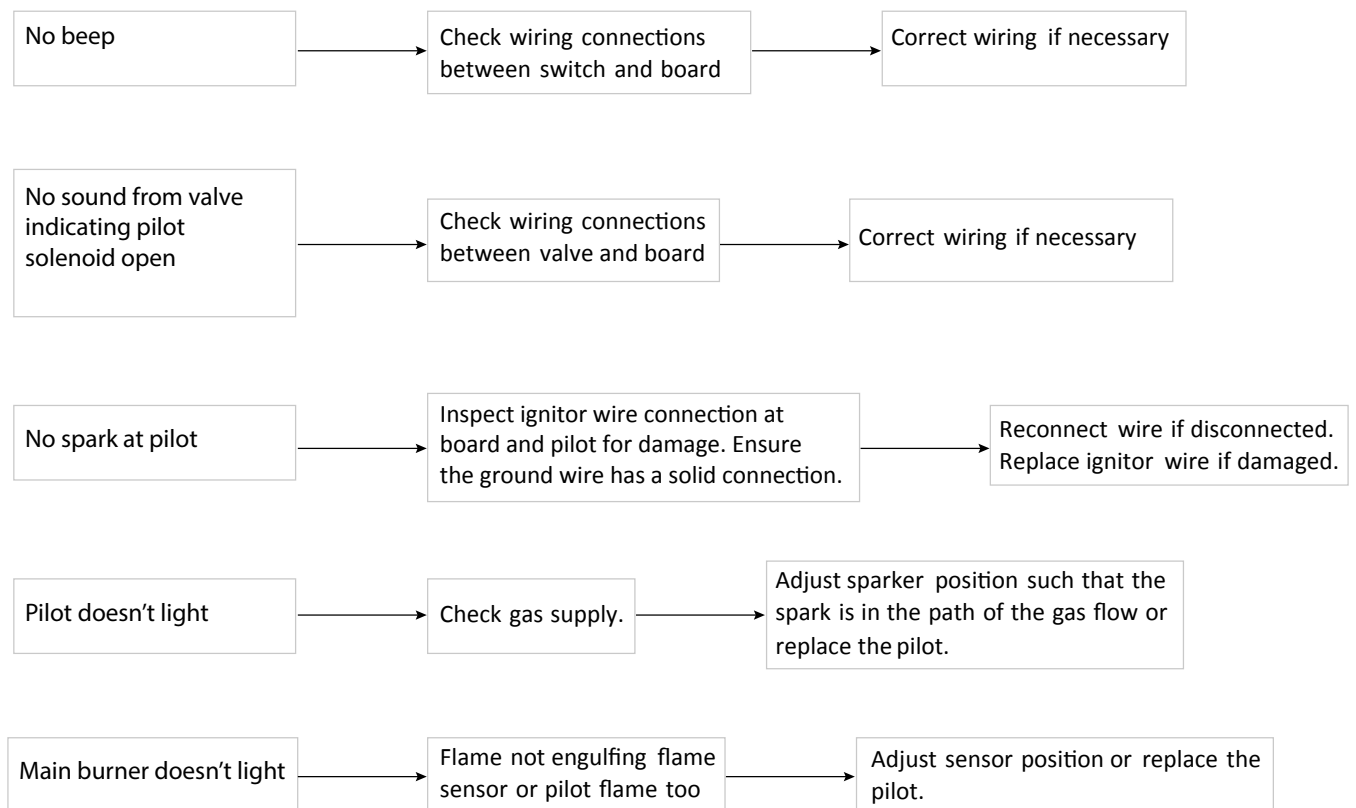 No beep
Check wiring connections
between switch and board
Correct wiring if necessary
No sound from valve
indicating pilot
solenoid open
Check wiring connections
between valve and board
Correct wiring if necessary
No spark at pilot
Inspect ignitor wire connection at
board and pilot for damage. Ensure
the ground wire has a solid connection.
Reconnect wire if disconnected.
Replace ignitor wire if damaged.
Pilot doesn’t light
Check gas supply.
Adjust sparker position such that the
spark is in the path of the gas flow or
replace the pilot.
Main burner doesn’t light
Flame not engulfing flame
sensor or pilot flame too
Adjust sensor position or replace the
pilot.